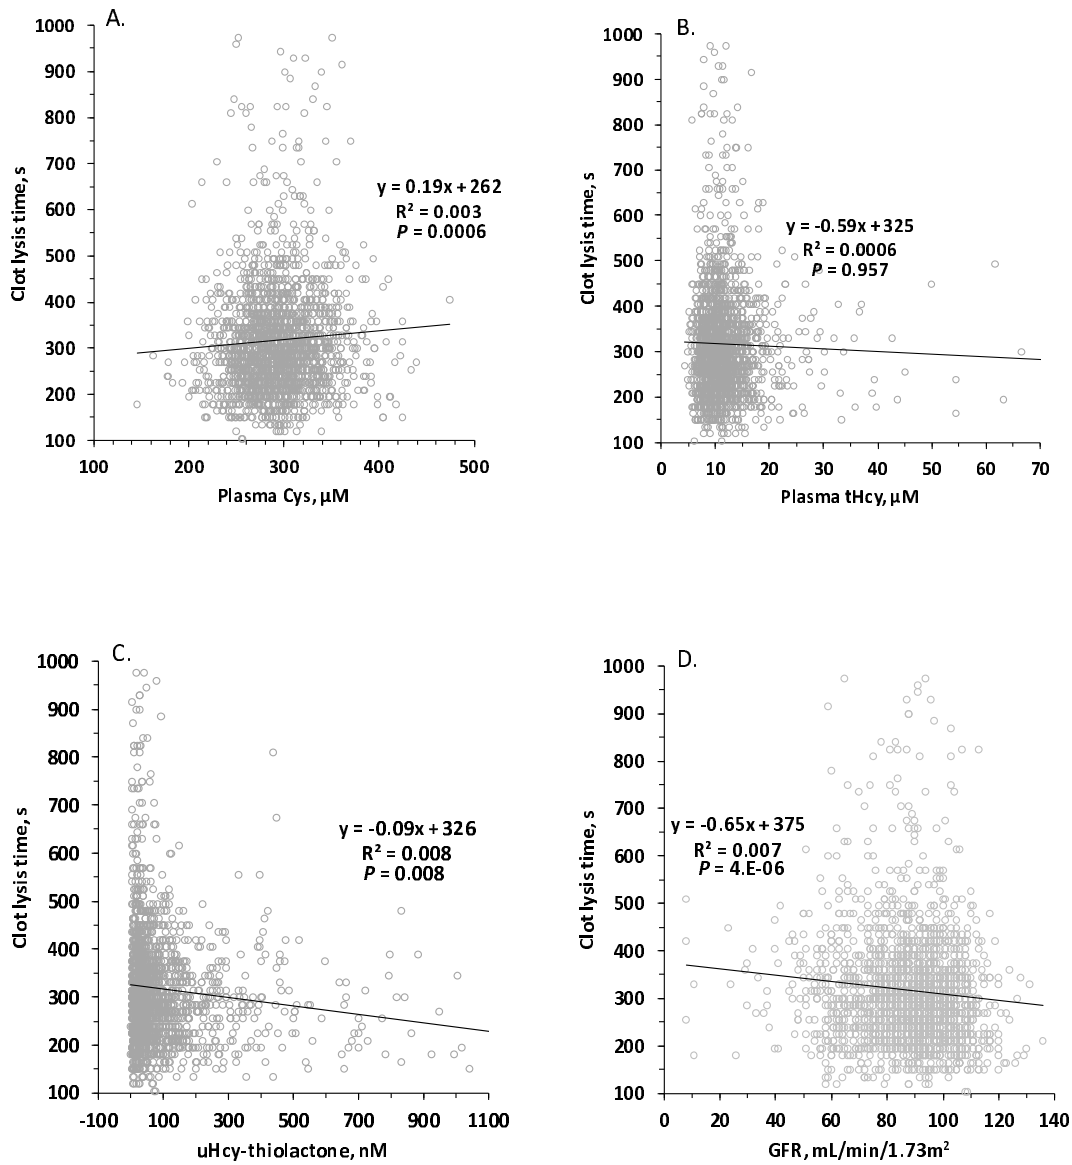 A.
1000
900
800
700
600
500
400
300
200
100
Clot lysis time, s
y = 0.19x + 262
R² = 0.003
P = 0.0006
100 200 300 400 500
Plasma Cys, µM
B.
1000
900
800
700
600
500
400
300
200
100
Clot lysis time, s
y = -0.59x + 325
R² = 0.0006
P = 0.957
0 10 20 30 40 50 60 70
Plasma tHcy, µM
C.
1000
900
800
700
600
500
400
300
200
100
Clot lysis time, s
y = -0.09x + 326
R² = 0.008
P = 0.008
-100 100 300 500 700 900 1100
uHcy-thiolactone, nM
D.
1000
900
800
700
600
500
400
300
200
100
Clot lysis time, s
y = -0.65x + 375
R² = 0.007
P = 4.E-06
0 20 40 60 80 100 120 140
GFR, mL/min/1.73m²